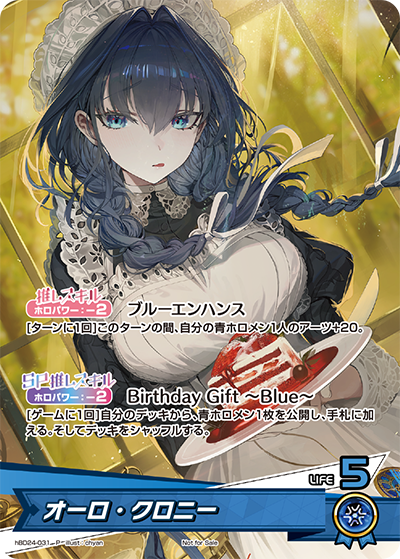 推しスキル
ホロパワー：－2
ブルーエンハンス
[ターンに1回]このターンの間、自分の青ホロメン1人のアーツ+20。
SP推しスキル
ホロパワー：－2
Birthday Gift ～Blue～
[ゲームに1回]自分のデッキから、青ホロメン1枚を公開し、手札に加
える。そしてデッキをシャッフルする。
LIFE 5
オーロ・クロニー
hBD24-031 P illust chyan Not for Sale